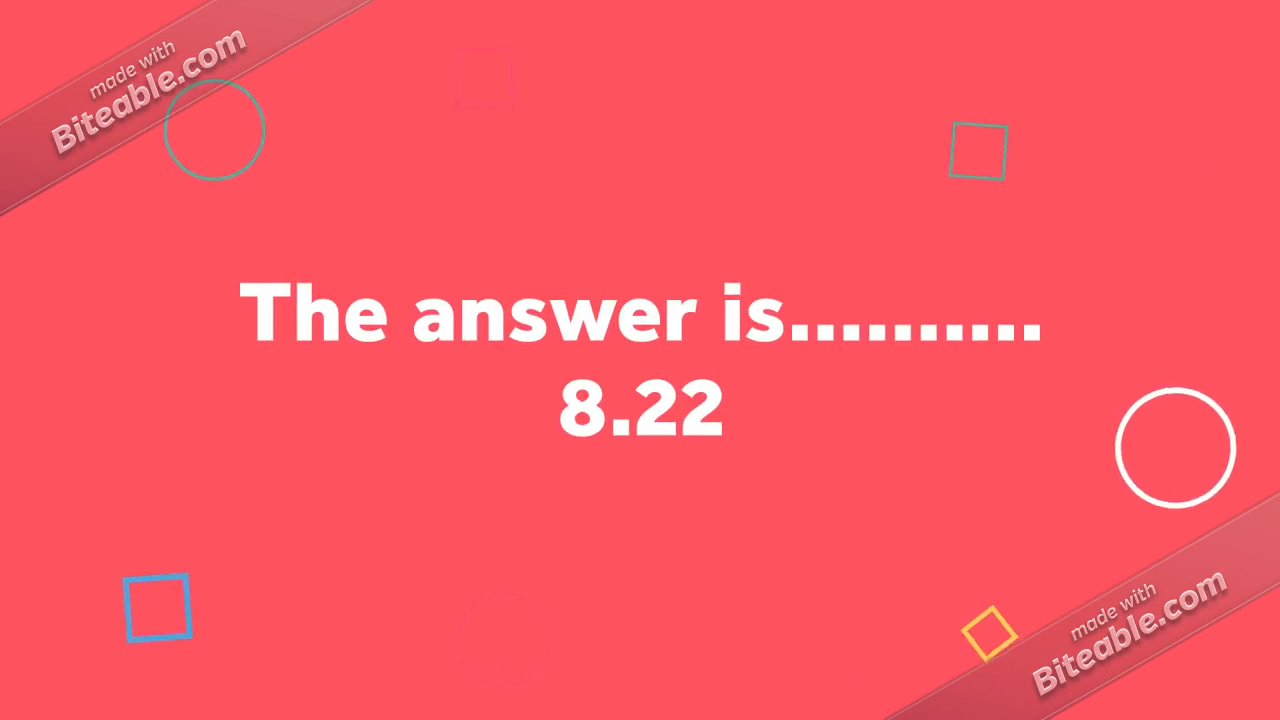 made with
Biteable.com
The answer is..........
8.22
made with
Biteable.com